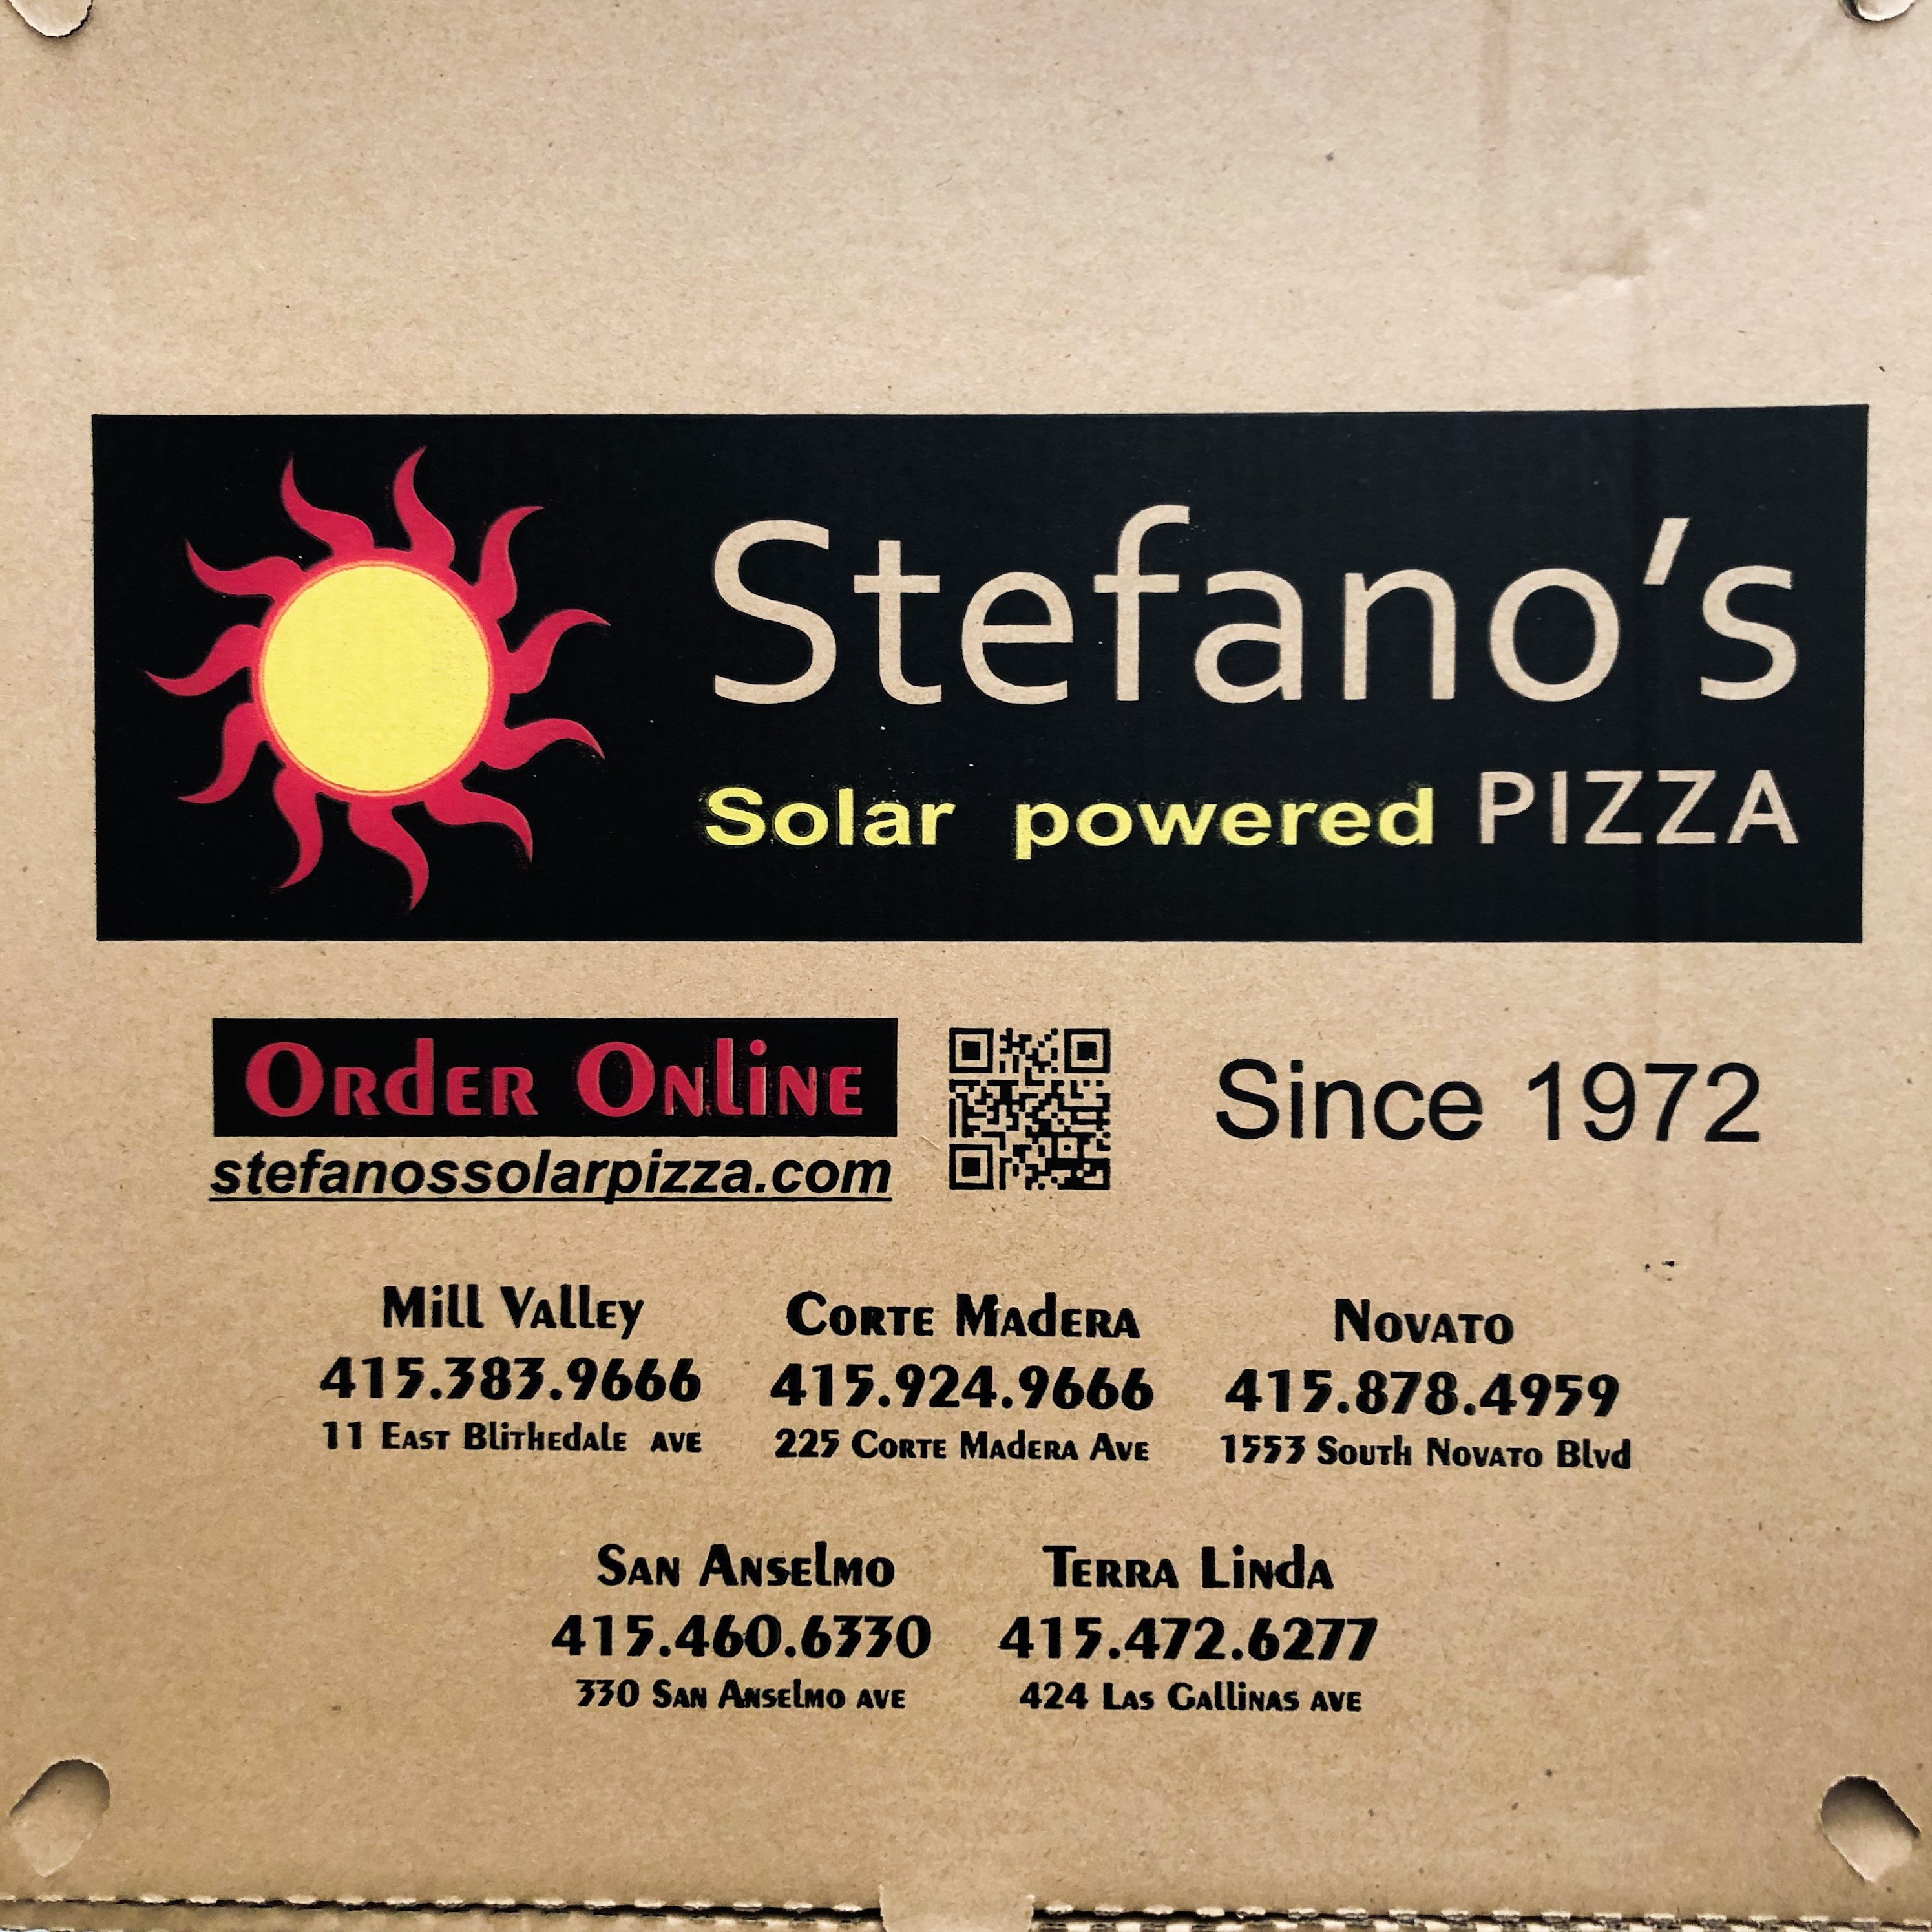 Stefano's
Solar powered PIZZA
Order Online
Since 1972
stefanossolarpizza.com
Mill Valley
415.383.9666
11 East Blithedale ave
Corte Madera
415.924.9666
225 Corte Madera Ave
Novato
415.878.4959
1553 South Novato Blvd
San Anselmo
415.460.6330
330 San Anselmo ave
Terra Linda
415.472.6277
424 Las Gallinas ave